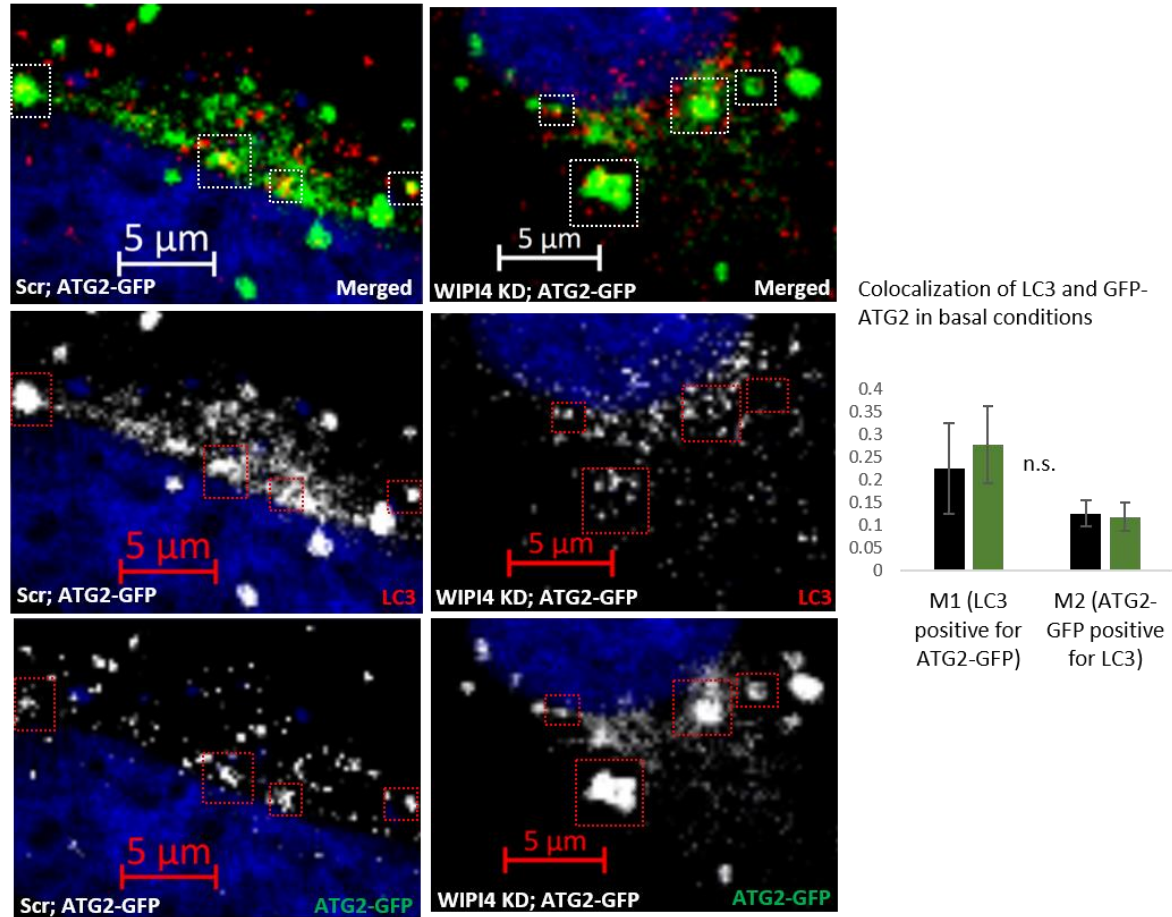 5 µm
Scr; ATG2-GFP
Merged
5 µm
WIPI4 KD; ATG2-GFP
Merged
5 µm
Scr; ATG2-GFP
LC3
5 µm
WIPI4 KD; ATG2-GFP
LC3
5 µm
Scr; ATG2-GFP
ATG2-GFP
5 µm
WIPI4 KD; ATG2-GFP
ATG2-GFP
Colocalization of LC3 and GFP-
ATG2 in basal conditions
0.4
0.35
0.3
0.25
0.2
0.15
0.1
0.05
0
n.s.
M1 (LC3
positive for
ATG2-GFP)
M2 (ATG2-
GFP positive
for LC3)